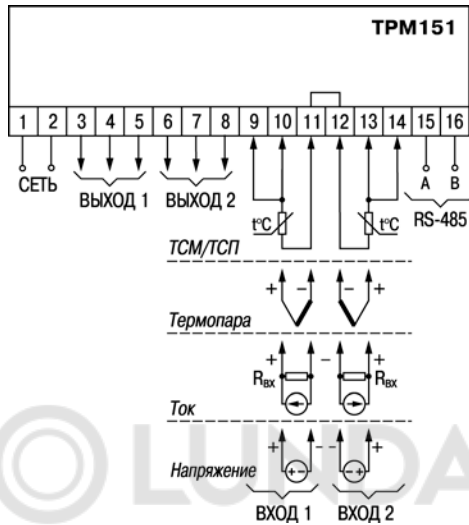 ТРМ151
1 2 3 4 5 6 7 8 9 10 11 12 13 14 15 16
СЕТЬ
ВЫХОД 1
ВЫХОД 2
A B
RS-485
t°C t°C
ТСМ/ТСП
+ - - +
Термопара
+ - +
Rвх Rвх
Ток
+ - - +
Напряжение
+ - - +
ВХОД 1 ВХОД 2
LUNDA